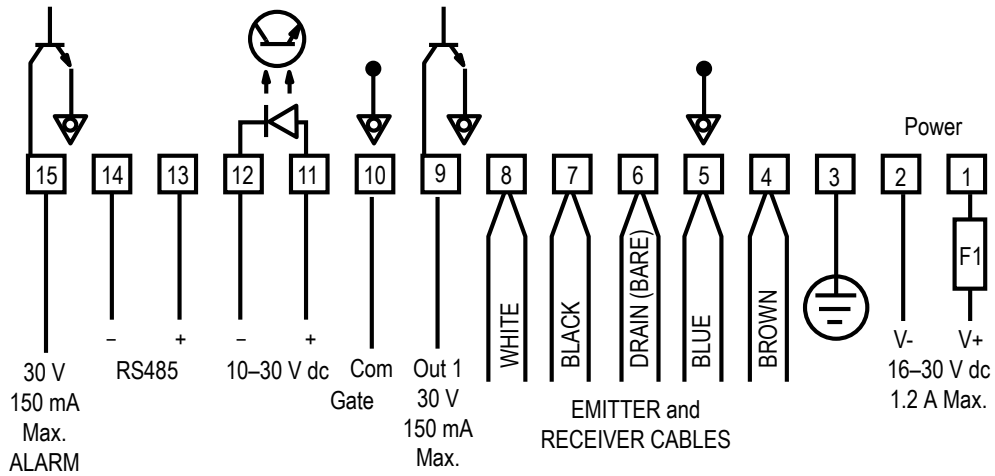 Power
15 14 13 12 11 10 9 8 7 6 5 4 3 2 1
F1
WHITE
BLACK
DRAIN (BARE)
BLUE
BROWN
– + – + V- V+
30 V
150 mA
Max.
ALARM
RS485
10–30 V dc
Com
Gate
Out 1
30 V
150 mA
Max.
EMITTER and
RECEIVER CABLES
16–30 V dc
1.2 A Max.